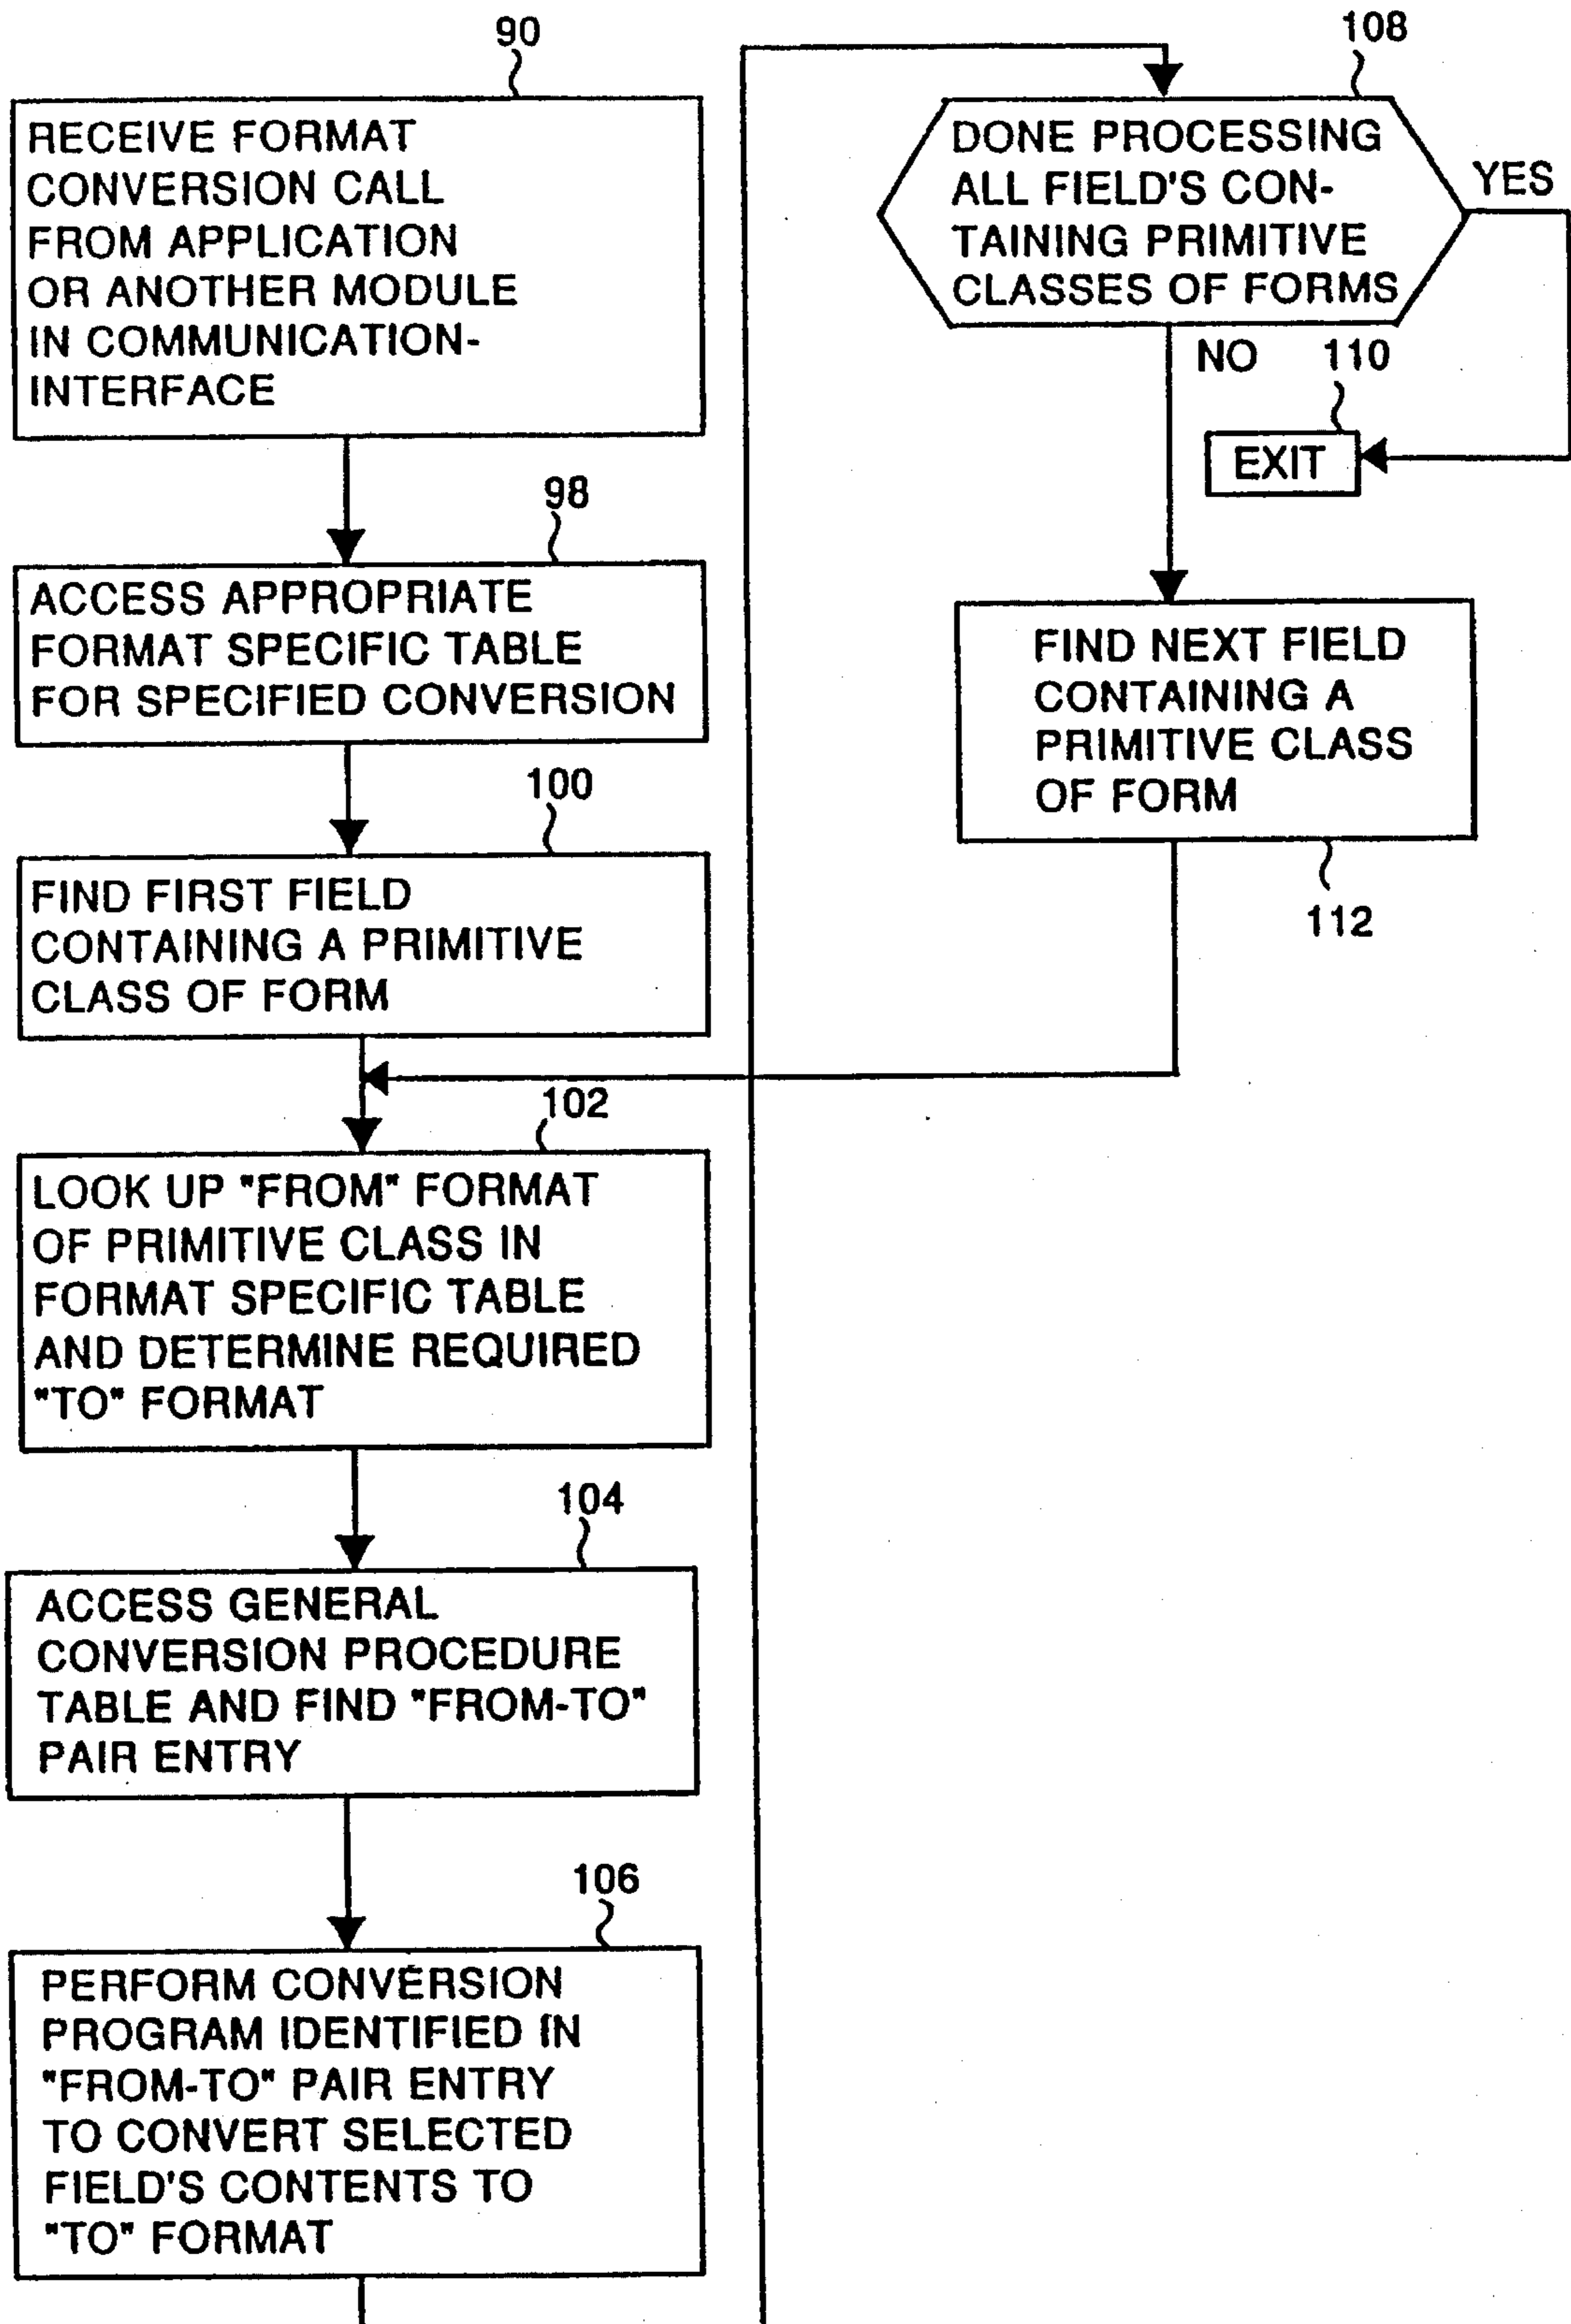 90
RECEIVE FORMAT
CONVERSION CALL
FROM APPLICATION
OR ANOTHER MODULE
IN COMMUNICATION-
INTERFACE
98
ACCESS APPROPRIATE
FORMAT SPECIFIC TABLE
FOR SPECIFIED CONVERSION
100
FIND FIRST FIELD
CONTAINING A PRIMITIVE
CLASS OF FORM
102
LOOK UP "FROM" FORMAT
OF PRIMITIVE CLASS IN
FORMAT SPECIFIC TABLE
AND DETERMINE REQUIRED
"TO" FORMAT
104
ACCESS GENERAL
CONVERSION PROCEDURE
TABLE AND FIND "FROM-TO"
PAIR ENTRY
106
PERFORM CONVERSION
PROGRAM IDENTIFIED IN
"FROM-TO" PAIR ENTRY
TO CONVERT SELECTED
FIELD'S CONTENTS TO
"TO" FORMAT
108
DONE PROCESSING
ALL FIELD'S CON-
TAINING PRIMITIVE
CLASSES OF FORMS
YES
NO
110
EXIT
FIND NEXT FIELD
CONTAINING A
PRIMITIVE CLASS
OF FORM
112